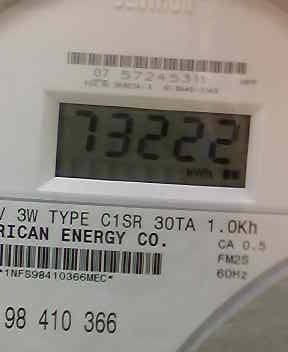 07 57245311
73222
kWh
V 3W TYPE C1SR 30TA 1.0Kh
RICAN ENERGY CO. CA 0.5
FM2S
60Hz
*1NFS98410366MEC*
98 410 366